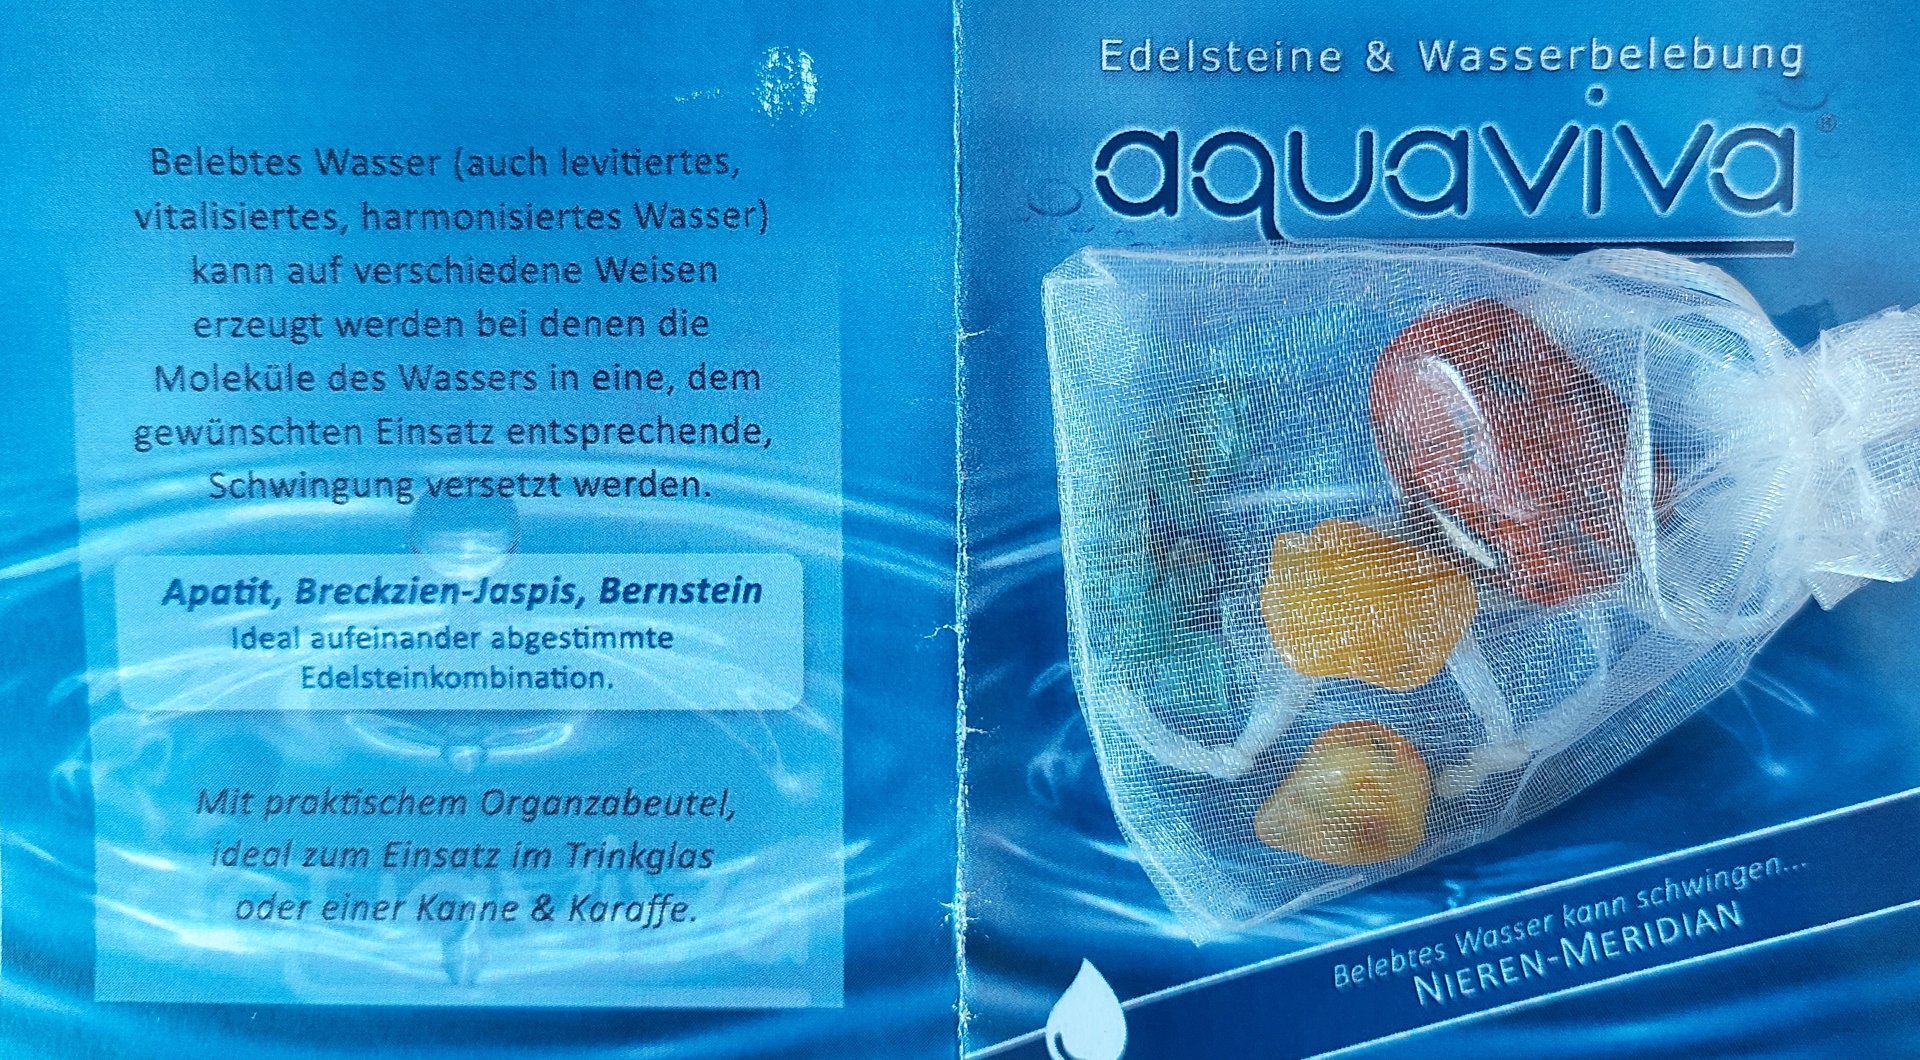 Belebtes Wasser (auch levitiertes,
vitalisiertes, harmonisiertes Wasser)
kann auf verschiedene Weisen
erzeugt werden bei denen die
Moleküle des Wassers in eine, dem
gewünschten Einsatz entsprechende,
Schwingung versetzt werden.
Apatit, Breckzien-Jaspis, Bernstein
Ideal aufeinander abgestimmte
Edelsteinkombination.
Mit praktischem Organzabeutel,
ideal zum Einsatz im Trinkglas
oder einer Kanne & Karaffe.
Edelsteine & Wasserbelebung
aquaviva®
Belebtes Wasser kann schwingen...
NIEREN-MERIDIAN